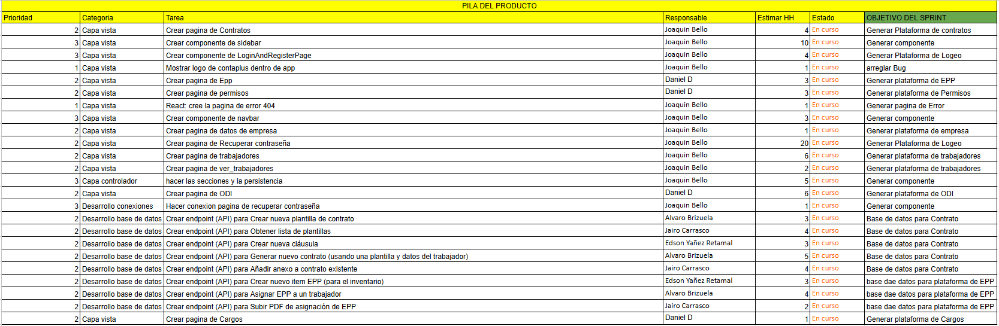 PILA DEL PRODUCTO
Prioridad Categoria Tarea Responsable Estimar HH Estado OBJETIVO DEL SPRINT
2 Capa vista Crear pagina de Contratos Joaquin Bello 4 En curso Generar Plataforma de contratos
3 Capa vista Crear componente de sidebar Joaquin Bello 10 En curso Generar componente
3 Capa vista Crear componente de LoginAndRegisterPage Joaquin Bello 4 En curso Generar Plataforma de Logeo
1 Capa vista Mostrar logo de contaplus dentro de app Joaquin Bello 1 En curso arreglar Bug
2 Capa vista Crear pagina de Epp Daniel D 3 En curso Generar plataforma de EPP
2 Capa vista Crear pagina de permisos Daniel D 3 En curso Generar plataforma de Permisos
1 Capa vista React: cree la pagina de error 404 Joaquin Bello 1 En curso Generar pagina de Error
3 Capa vista Crear componente de navbar Joaquin Bello 3 En curso Generar componente
2 Capa vista Crear pagina de datos de empresa Joaquin Bello 1 En curso Generar plataforma de empresa
2 Capa vista Crear pagina de Recuperar contraseña Joaquin Bello 20 En curso Generar Plataforma de Logeo
2 Capa vista Crear pagina de trabajadores Joaquin Bello 6 En curso Generar plataforma de trabajadores
2 Capa vista Crear pagina de ver_trabajadores Joaquin Bello 2 En curso Generar plataforma de trabajadores
3 Capa controlador hacer las secciones y la persistencia Joaquin Bello 5 En curso Generar componente
2 Capa vista Crear pagina de ODI Daniel D 6 En curso Generar plataforma de ODI
3 Desarrollo conexiones Hacer conexion pagina de recuperar contraseña Joaquin Bello 1 En curso Generar componente
2 Desarrollo base de datos Crear endpoint (API) para Crear nueva plantilla de contrato Alvaro Brizuela 3 En curso Base de datos para Contrato
2 Desarrollo base de datos Crear endpoint (API) para Obtener lista de plantillas Jairo Carrasco 4 En curso Base de datos para Contrato
2 Desarrollo base de datos Crear endpoint (API) para Crear nueva cláusula Edson Yañez Retamal 3 En curso Base de datos para Contrato
2 Desarrollo base de datos Crear endpoint (API) para Generar nuevo contrato (usando una plantilla y datos del trabajador) Alvaro Brizuela 5 En curso Base de datos para Contrato
2 Desarrollo base de datos Crear endpoint (API) para Añadir anexo a contrato existente Jairo Carrasco 4 En curso Base de datos para Contrato
2 Desarrollo base de datos Crear endpoint (API) para Crear nuevo item EPP (para el inventario) Edson Yañez Retamal 3 En curso base dae datos para plataforma de EPP
2 Desarrollo base de datos Crear endpoint (API) para Asignar EPP a un trabajador Alvaro Brizuela 4 En curso base dae datos para plataforma de EPP
2 Desarrollo base de datos Crear endpoint (API) para Subir PDF de asignación de EPP Jairo Carrasco 2 En curso base dae datos para plataforma de EPP
2 Capa vista Crear pagina de Cargos Daniel D 1 En curso Generar plataforma de Cargos